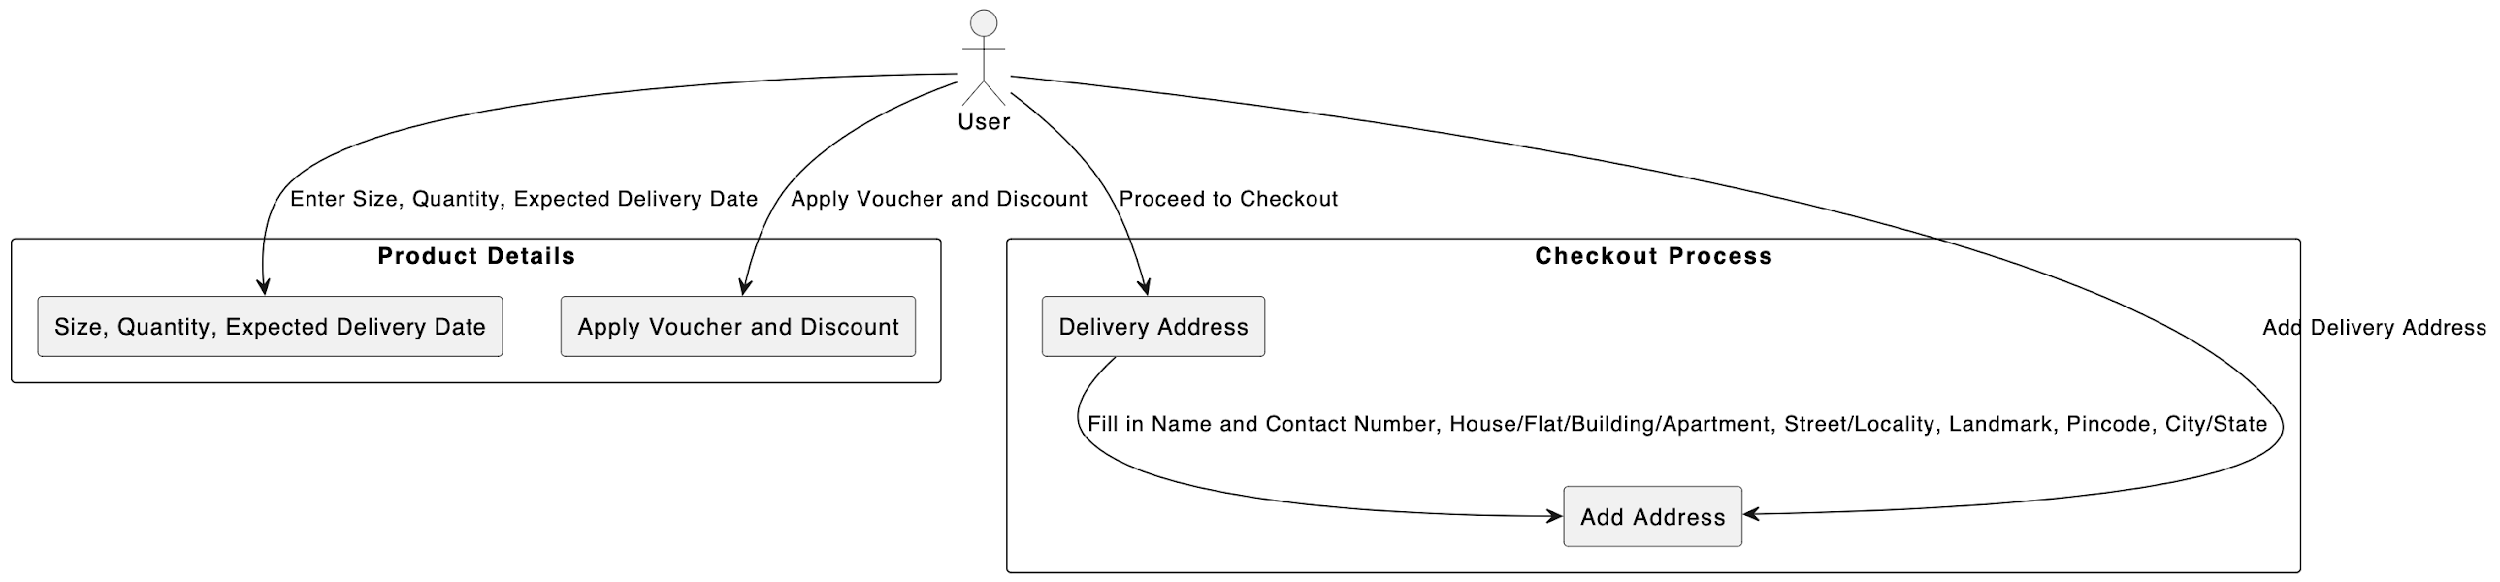 User
Enter Size, Quantity, Expected Delivery Date
Apply Voucher and Discount
Proceed to Checkout
Product Details
Checkout Process
Size, Quantity, Expected Delivery Date
Apply Voucher and Discount
Delivery Address
Add Delivery Address
Fill in Name and Contact Number, House/Flat/Building/Apartment, Street/Locality, Landmark, Pincode, City/State
Add Address